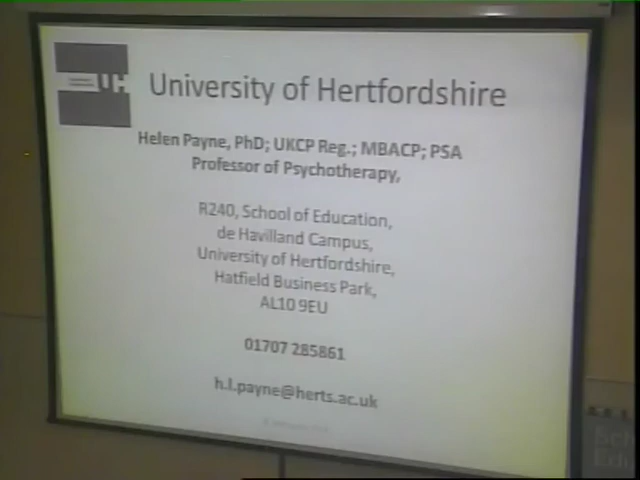 UH
University of Hertfordshire
Helen Payne, PhD; UKCP Reg.; MBACP; PSA
Professor of Psychotherapy,
R240, School of Education,
de Havilland Campus,
University of Hertfordshire,
Hatfield Business Park,
AL10 9EU
01707 285861
h.l.payne@herts.ac.uk